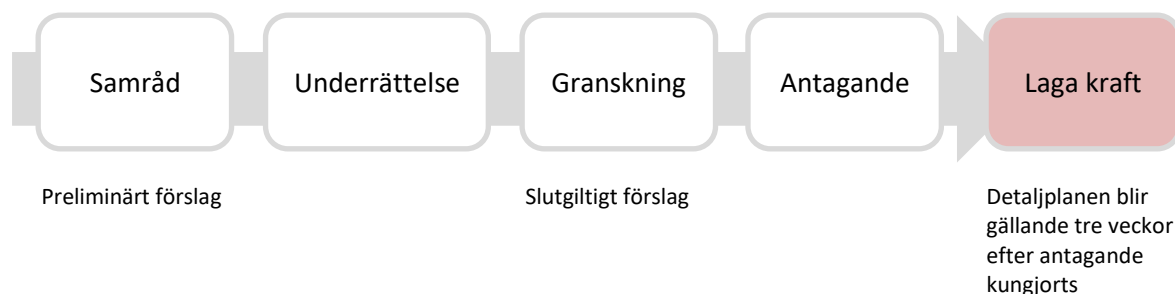 Samråd
Underrättelse
Granskning
Antagande
Laga kraft
Preliminärt förslag
Slutgiltigt förslag
Detaljplanen blir
gällande tre veckor
efter antagande
kungjorts